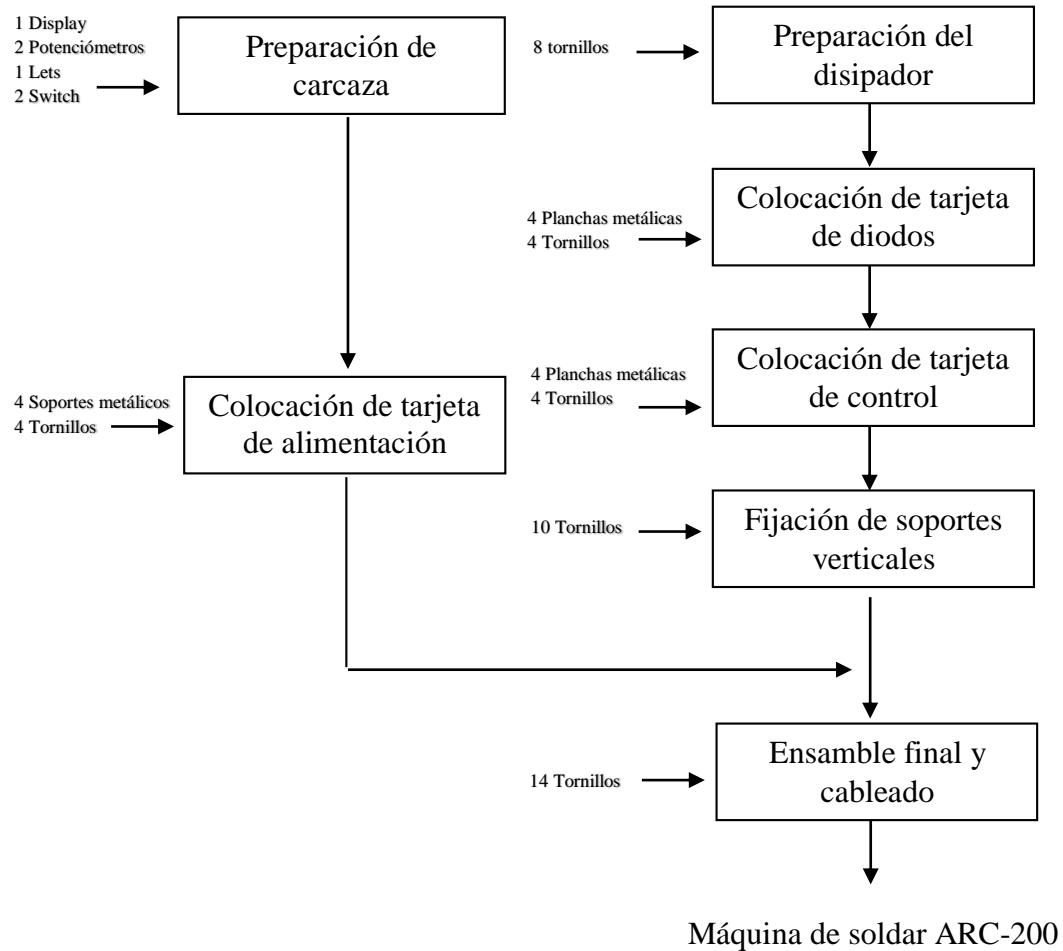 1 Display
2 Potenciómetros
1 Lets
2 Switch
Preparación de
carcaza
8 tornillos
Preparación del
disipador
4 Planchas metálicas
4 Tornillos
Colocación de tarjeta
de diodos
4 Soportes metálicos
4 Tornillos
Colocación de tarjeta
de alimentación
4 Planchas metálicas
4 Tornillos
Colocación de tarjeta
de control
10 Tornillos
Fijación de soportes
verticales
14 Tornillos
Ensamble final y
cableado
Máquina de soldar ARC-200